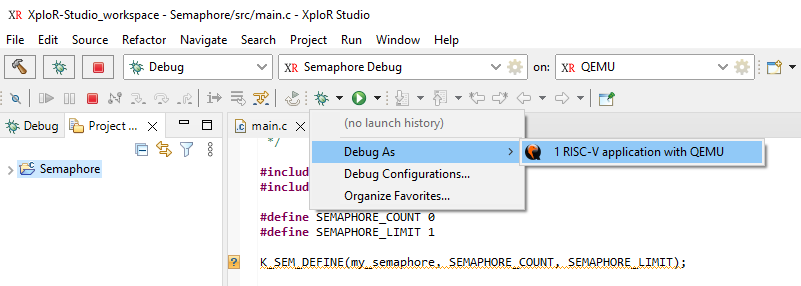 XR XploR-Studio_workspace - Semaphore/src/main.c - XploR Studio
File Edit Source Refactor Navigate Search Project Run Window Help
Debug XR Semaphore Debug on: XR QEMU
Debug Project ... main.c
(no launch history)
*/
Debug As 1 RISC-V application with QEMU
Semaphore
#includ
Debug Configurations...
#includ
Organize Favorites...
#define SEMAPHORE_COUNT 0
#define SEMAPHORE_LIMIT 1
K_SEM_DEFINE(my_semaphore, SEMAPHORE_COUNT, SEMAPHORE_LIMIT);